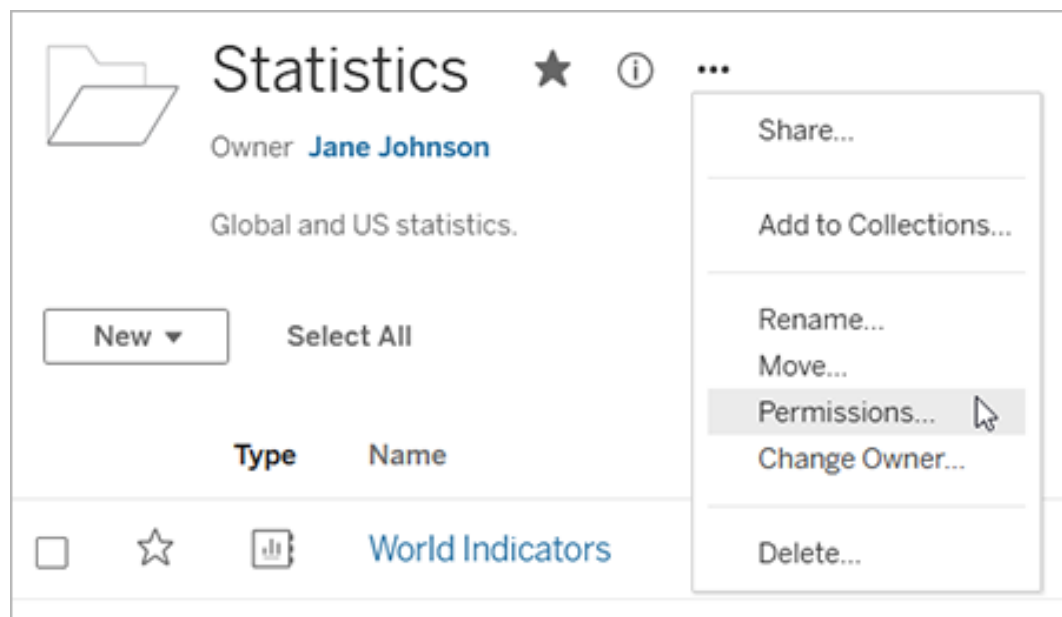 Statistics
Owner Jane Johnson
Global and US statistics.
New
Select All
Type Name
World Indicators
Share...
Add to Collections...
Rename...
Move...
Permissions...
Change Owner...
Delete...